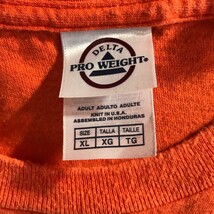 DELTA
PRO WEIGHT®
ADULT ADULTO ADULTE
KNIT IN U.S.A.
ASSEMBLED IN HONDURAS
SIZE TALLA TAILLE
XL XG TG